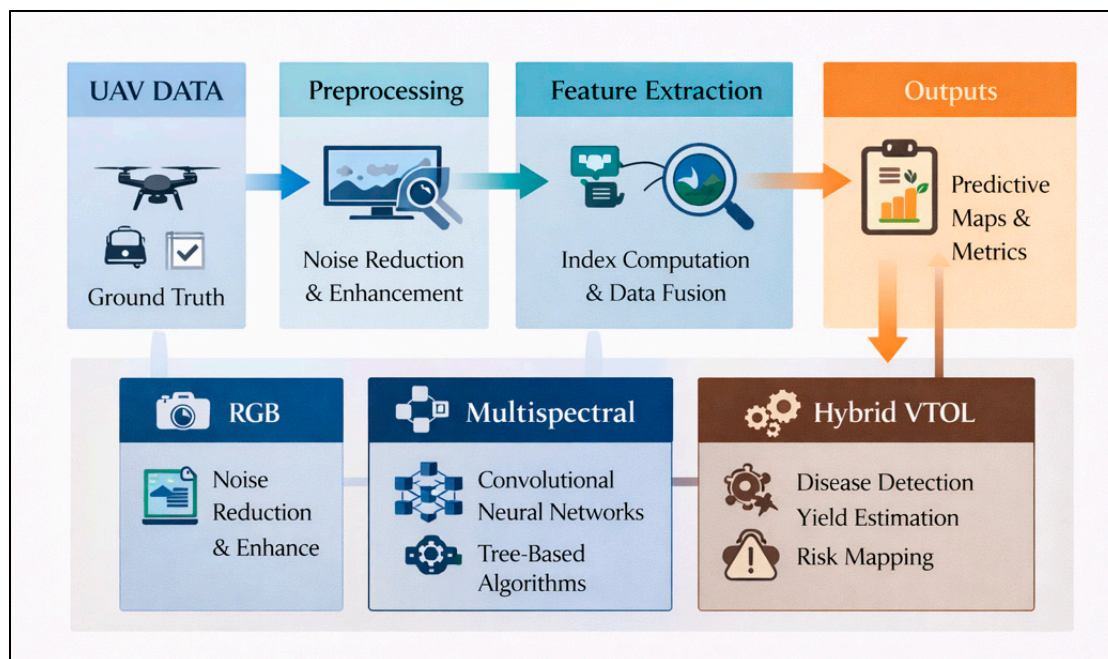 UAV DATA
Ground Truth
Preprocessing
Noise Reduction
& Enhancement
Feature Extraction
Index Computation
& Data Fusion
Outputs
Predictive
Maps &
Metrics
RGB
Noise
Reduction
& Enhance
Multispectral
Convolutional
Neural Networks
Tree-Based
Algorithms
Hybrid VTOL
Disease Detection
Yield Estimation
Risk Mapping